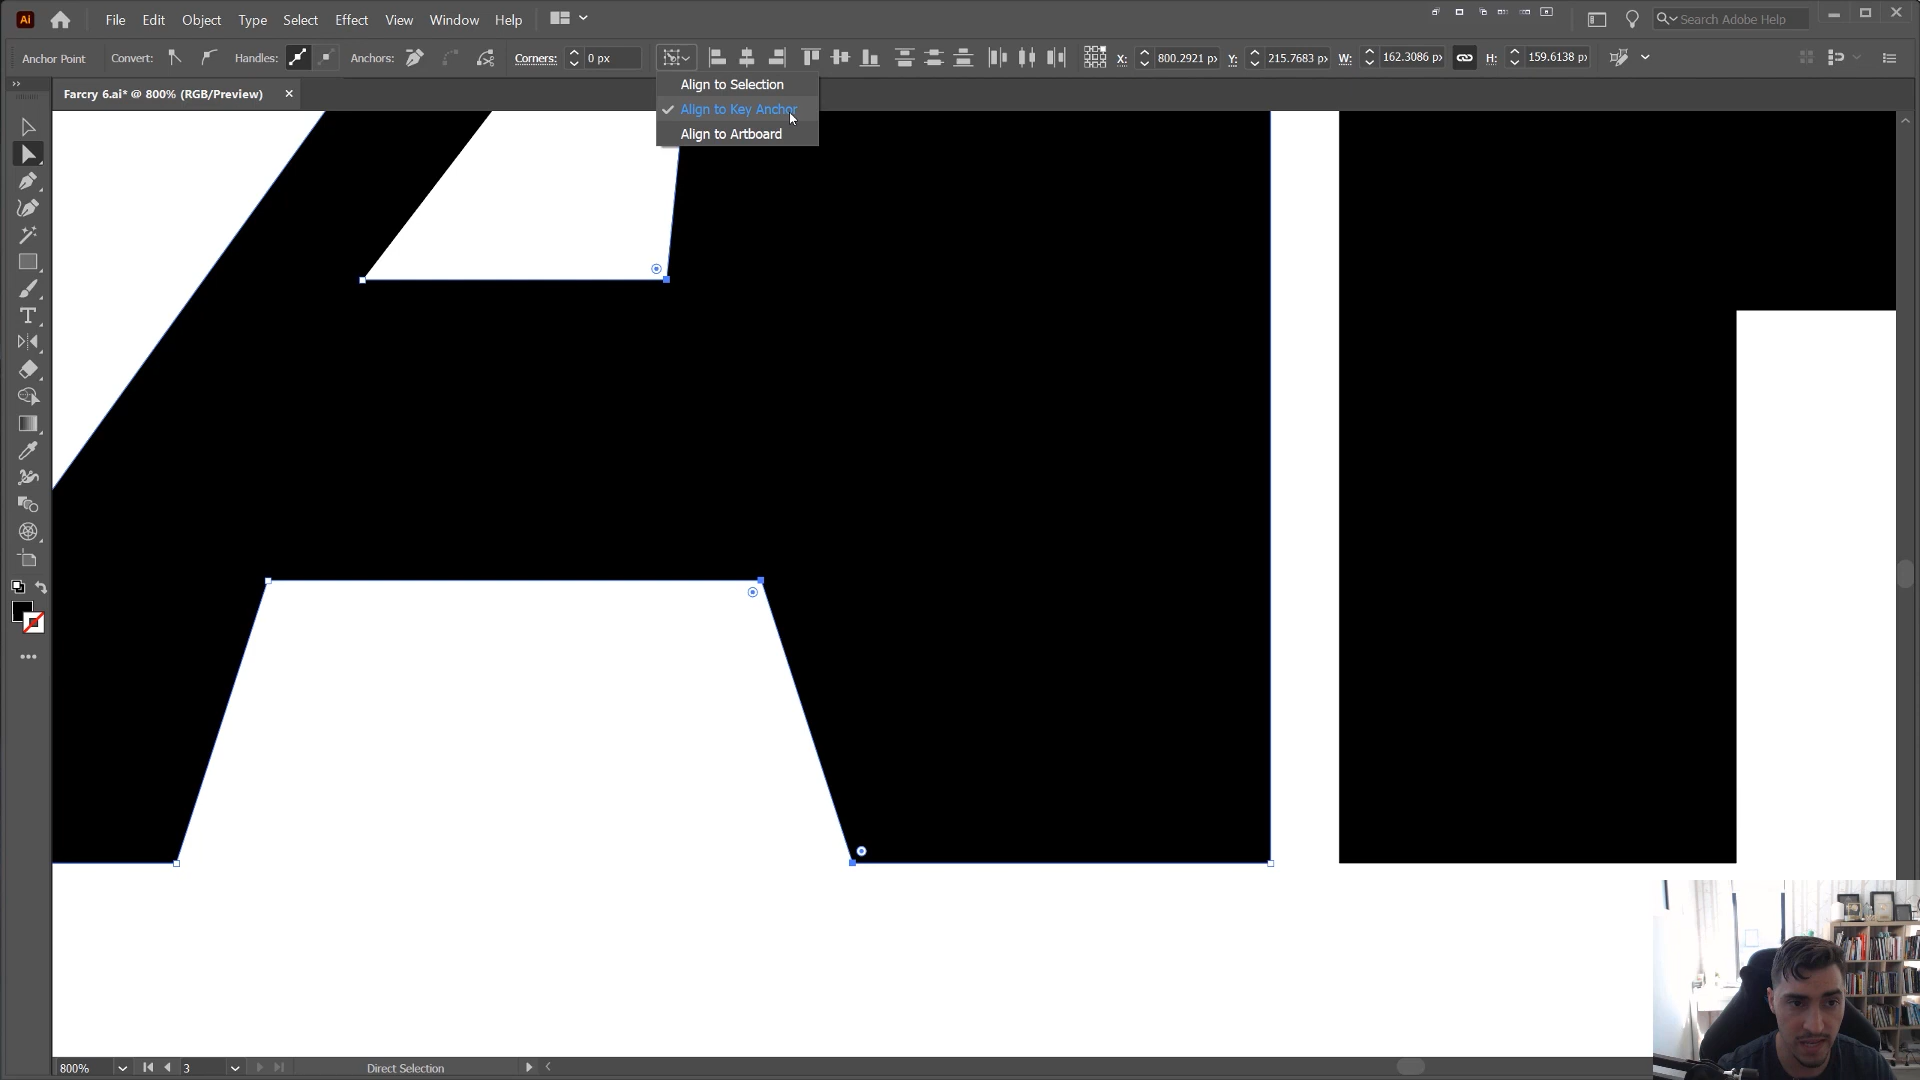 Ai File Edit Object Type Select Effect View Window Help Search Adobe Help
Anchor Point Convert: Handles: Anchors: Corners: 0 px X: 800.2921 px Y: 215.7683 px W: 162.3086 px H: 159.6138 px
Farcry 6.ai* @ 800% (RGB/Preview) ×
Align to Selection
Align to Key Anchor
Align to Artboard
800% 3 Direct Selection